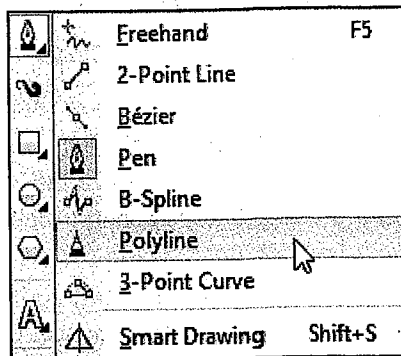 Freehand F5
2-Point Line
Bézier
Pen
B-Spline
Polyline
3-Point Curve
Smart Drawing Shift+S